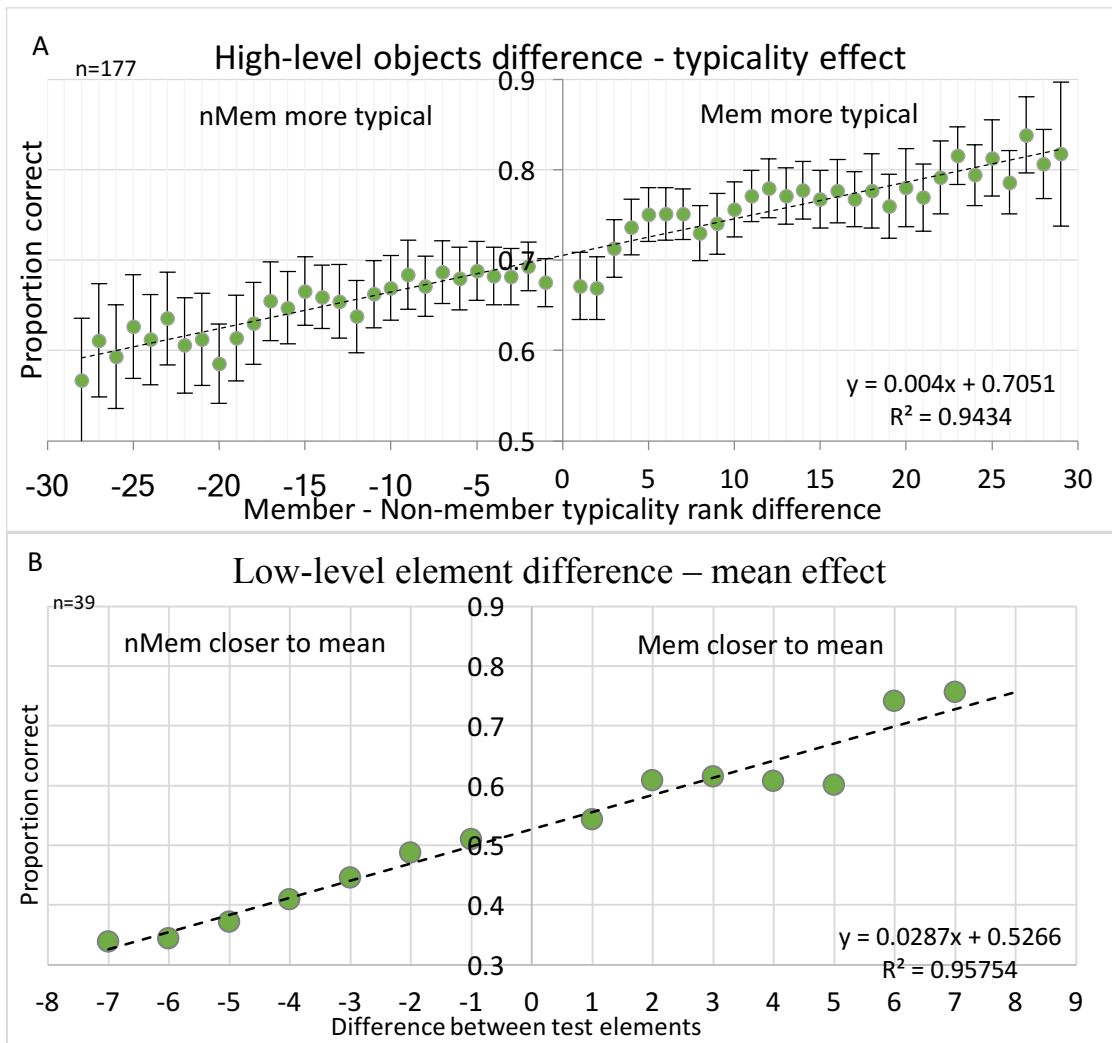 A
High-level objects difference - typicality effect
n=177
nMem more typical
Mem more typical
Proportion correct
0.9
0.8
0.7
0.6
0.5
y = 0.004x + 0.7051
R² = 0.9434
-30 -25 -20 -15 -10 -5 0 5 10 15 20 25 30
Member - Non-member typicality rank difference
B
Low-level element difference – mean effect
n=39
nMem closer to mean
Mem closer to mean
Proportion correct
0.9
0.8
0.7
0.6
0.5
0.4
0.3
y = 0.0287x + 0.5266
R² = 0.95754
-8 -7 -6 -5 -4 -3 -2 -1 0 1 2 3 4 5 6 7 8 9
Difference between test elements